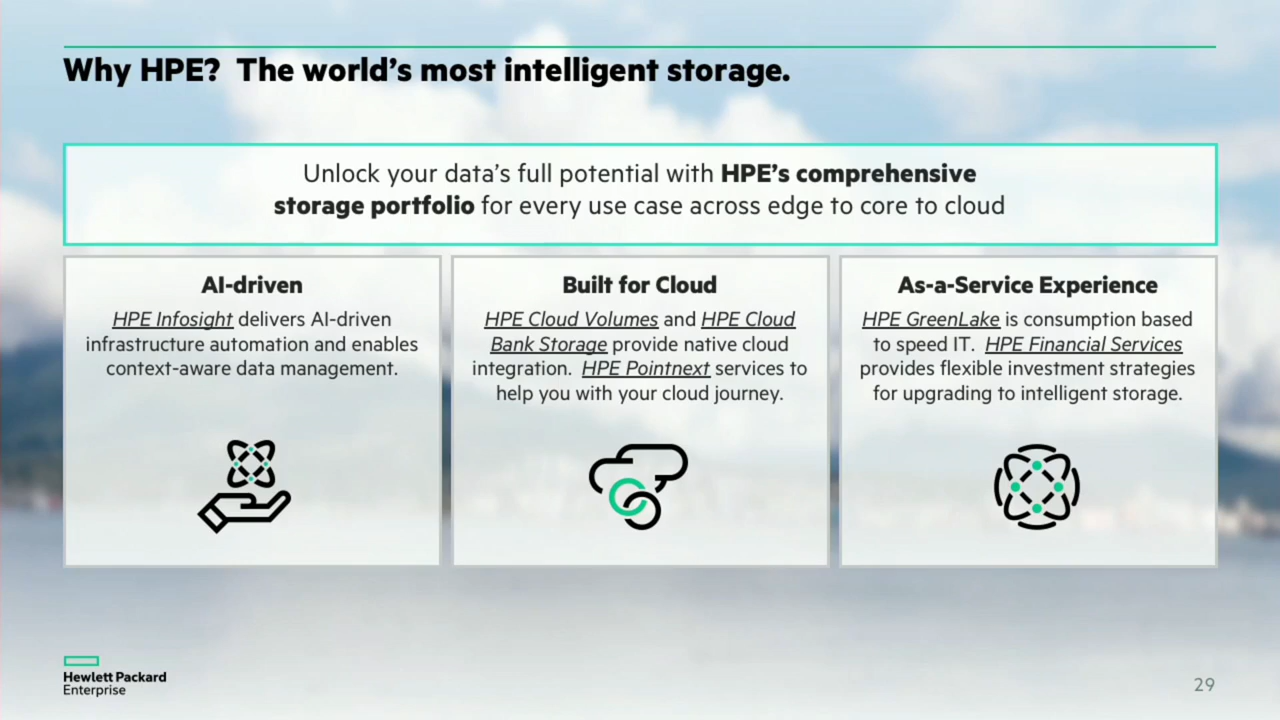 Why HPE?  The world's most intelligent storage.
Unlock your data's full potential with HPE's comprehensive
storage portfolio for every use case across edge to core to cloud
AI-driven
HPE Infosight delivers AI-driven
infrastructure automation and enables
context-aware data management.
Built for Cloud
HPE Cloud Volumes and HPE Cloud
Bank Storage provide native cloud
integration.  HPE Pointnext services to
help you with your cloud journey.
As-a-Service Experience
HPE GreenLake is consumption based
to speed IT.  HPE Financial Services
provides flexible investment strategies
for upgrading to intelligent storage.
Hewlett Packard
Enterprise
29